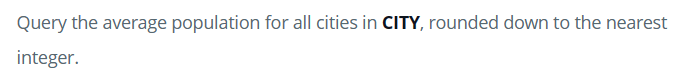 Query the average population for all cities in CITY, rounded down to the nearest
integer.